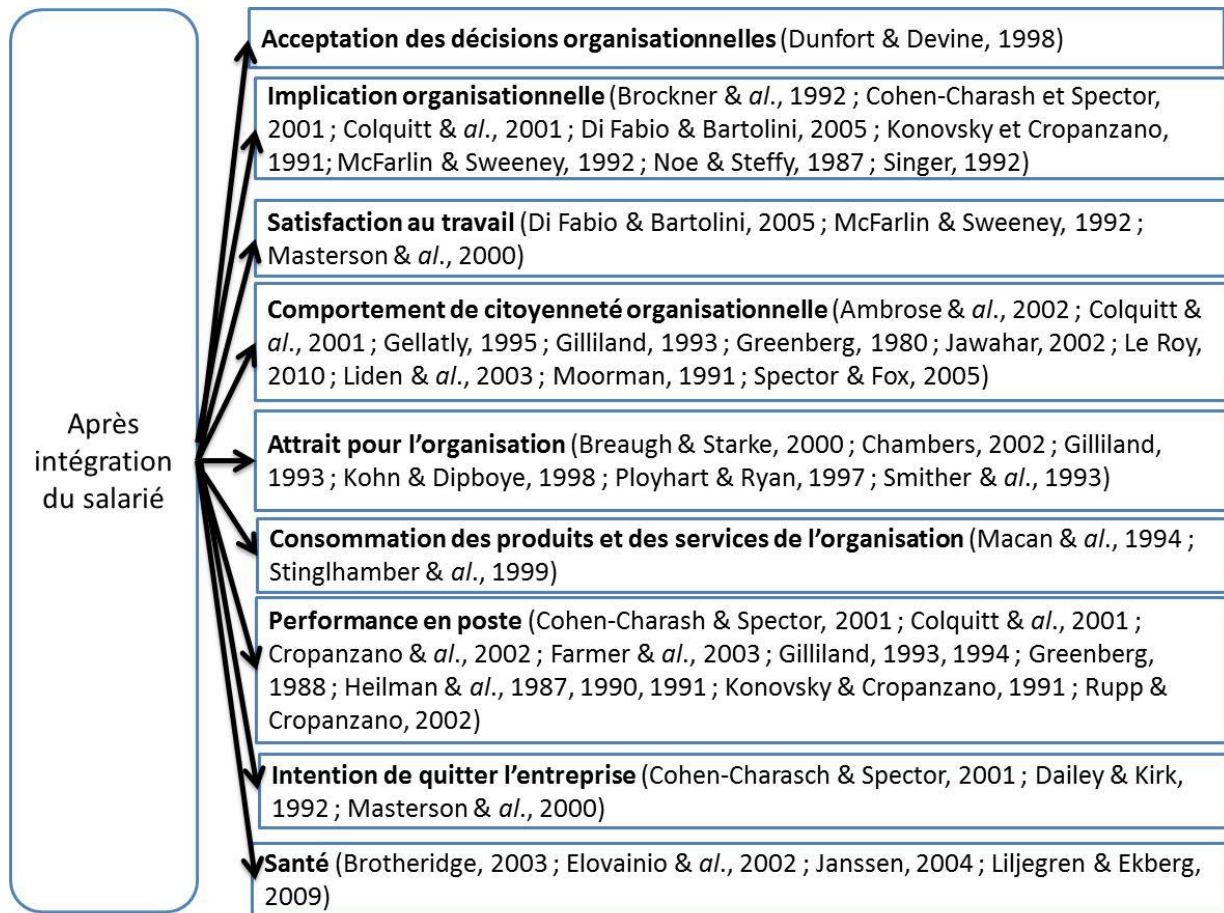 Après
intégration
du salarié
Acceptation des décisions organisationnelles (Dunfort & Devine, 1998)
Implication organisationnelle (Brockner & al., 1992 ; Cohen-Charash et Spector,
2001 ; Colquitt & al., 2001 ; Di Fabio & Bartolini, 2005 ; Konovsky et Cropanzano,
1991; McFarlin & Sweeney, 1992 ; Noe & Steffy, 1987 ; Singer, 1992)
Satisfaction au travail (Di Fabio & Bartolini, 2005 ; McFarlin & Sweeney, 1992 ;
Masterson & al., 2000)
Comportement de citoyenneté organisationnelle (Ambrose & al., 2002 ; Colquitt &
al., 2001 ; Gellatly, 1995 ; Gilliland, 1993 ; Greenberg, 1980 ; Jawahar, 2002 ; Le Roy,
2010 ; Liden & al., 2003 ; Moorman, 1991 ; Spector & Fox, 2005)
Attrait pour l’organisation (Breaugh & Starke, 2000 ; Chambers, 2002 ; Gilliland,
1993 ; Kohn & Dipboye, 1998 ; Ployhart & Ryan, 1997 ; Smither & al., 1993)
Consommation des produits et des services de l’organisation (Macan & al., 1994 ;
Stinglhamber & al., 1999)
Performance en poste (Cohen-Charash & Spector, 2001 ; Colquitt & al., 2001 ;
Cropanzano & al., 2002 ; Farmer & al., 2003 ; Gilliland, 1993, 1994 ; Greenberg,
1988 ; Heilman & al., 1987, 1990, 1991 ; Konovsky & Cropanzano, 1991 ; Rupp &
Cropanzano, 2002)
Intention de quitter l’entreprise (Cohen-Charasch & Spector, 2001 ; Dailey & Kirk,
1992 ; Masterson & al., 2000)
Santé (Brotheridge, 2003 ; Elovainio & al., 2002 ; Janssen, 2004 ; Liljegren & Ekberg,
2009)